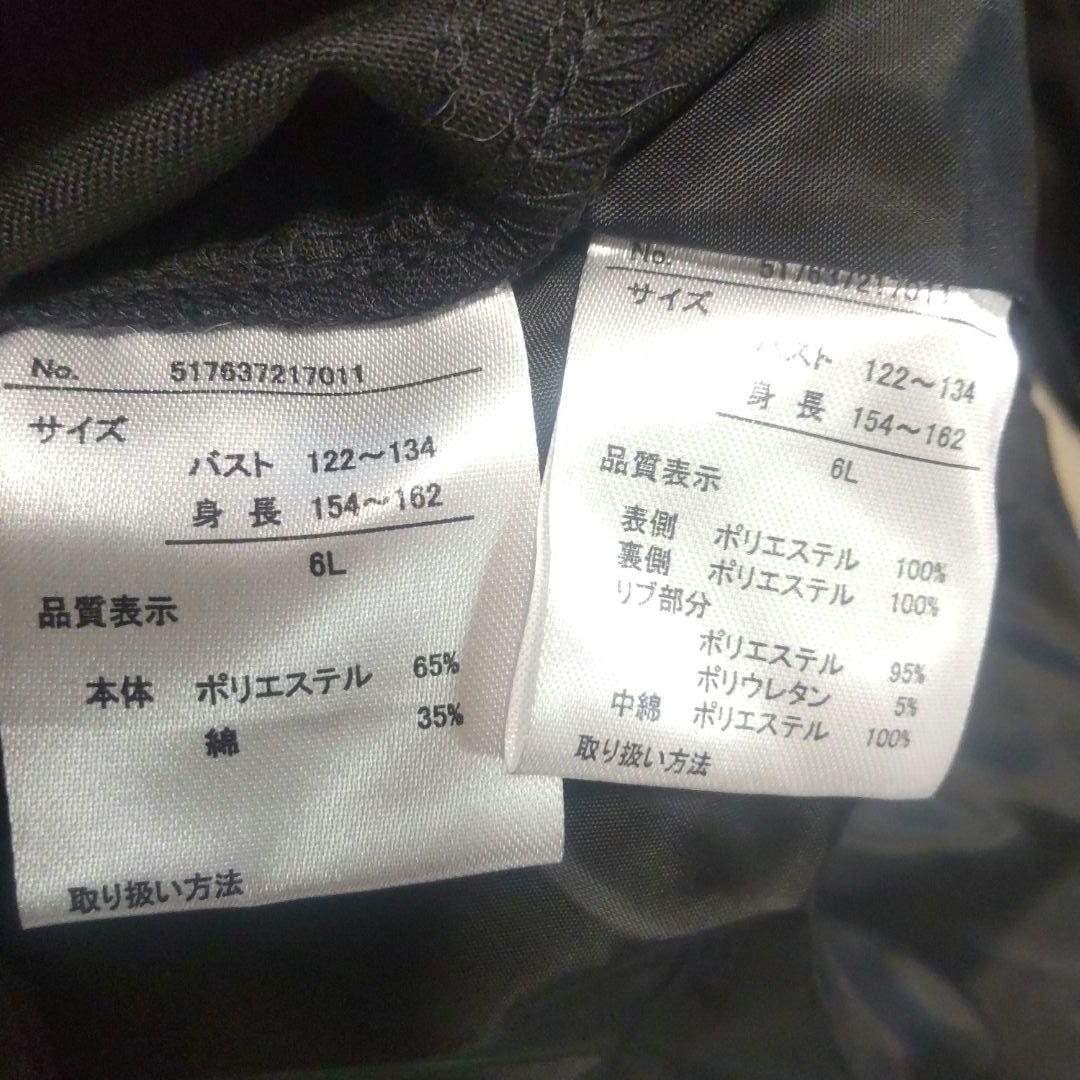 No. 517637217011
サイズ
バスト 122～134
身長 154～162
6L
品質表示
本体 ポリエステル 65%
綿 35%
取り扱い方法
No. 517637217011
サイズ
バスト 122～134
身長 154～162
6L
品質表示
表側 ポリエステル 100%
裏側 ポリエステル 100%
リブ部分
ポリエステル 95%
ポリウレタン 5%
中綿 ポリエステル 100%
取り扱い方法